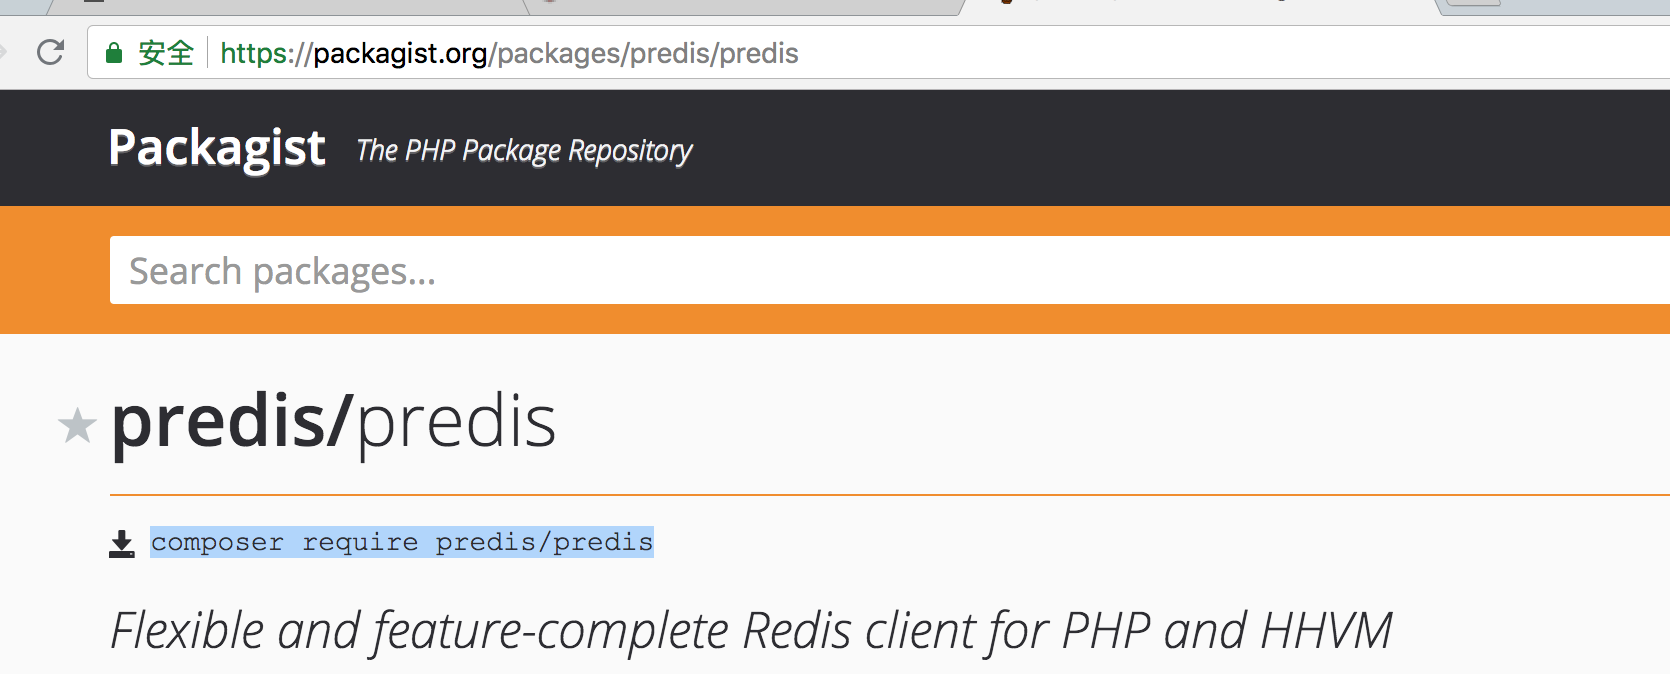 安全 https://packagist.org/packages/predis/predis
Packagist The PHP Package Repository
Search packages...
predis/predis
composer require predis/predis
Flexible and feature-complete Redis client for PHP and HHVM